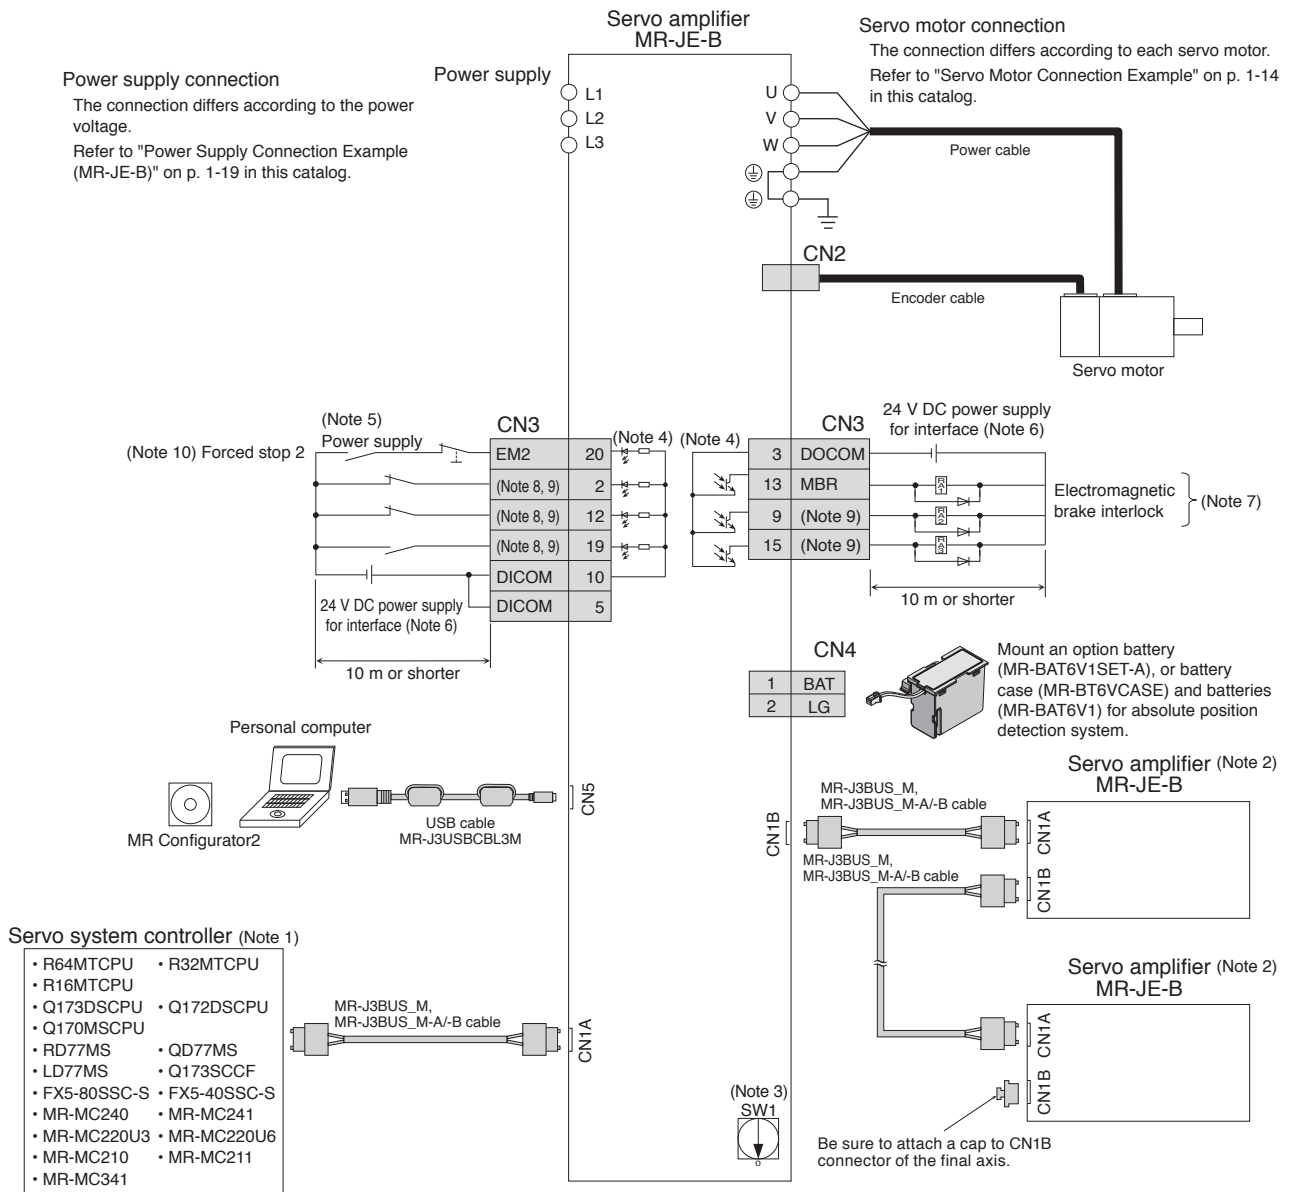 Servo amplifier
MR-JE-B
Servo motor connection
The connection differs according to each servo motor.
Refer to "Servo Motor Connection Example" on p. 1-14
in this catalog.
Power supply connection
The connection differs according to the power
voltage.
Refer to "Power Supply Connection Example
(MR-JE-B)" on p. 1-19 in this catalog.
Power supply
L1
L2
L3
U
V
W
Power cable
CN2
Encoder cable
Servo motor
(Note 10) Forced stop 2
(Note 5)
Power supply
CN3
(Note 4)
EM2 20
(Note 8, 9) 2
(Note 8, 9) 12
(Note 8, 9) 19
DICOM 10
DICOM 5
24 V DC power supply
for interface (Note 6)
10 m or shorter
(Note 4)
CN3
24 V DC power supply
for interface (Note 6)
3 DOCOM
13 MBR
9 (Note 9)
15 (Note 9)
RA1
RA2
RA3
Electromagnetic
brake interlock
(Note 7)
10 m or shorter
CN4
1 BAT
2 LG
Mount an option battery
(MR-BAT6V1SET-A), or battery
case (MR-BT6VCASE) and batteries
(MR-BAT6V1) for absolute position
detection system.
Personal computer
MR Configurator2
USB cable
MR-J3USBCBL3M
CN5
CN1B
MR-J3BUS_M,
MR-J3BUS_M-A/-B cable
MR-J3BUS_M,
MR-J3BUS_M-A/-B cable
Servo amplifier (Note 2)
MR-JE-B
CN1A
CN1B
Servo amplifier (Note 2)
MR-JE-B
CN1A
CN1B
Be sure to attach a cap to CN1B
connector of the final axis.
Servo system controller (Note 1)
• R64MTCPU • R32MTCPU
• R16MTCPU
• Q173DSCPU • Q172DSCPU
• Q170MSCPU
• RD77MS • QD77MS
• LD77MS • Q173SCCF
• FX5-80SSC-S • FX5-40SSC-S
• MR-MC240 • MR-MC241
• MR-MC220U3 • MR-MC220U6
• MR-MC210 • MR-MC211
• MR-MC341
MR-J3BUS_M,
MR-J3BUS_M-A/-B cable
CN1A
(Note 3)
SW1
0